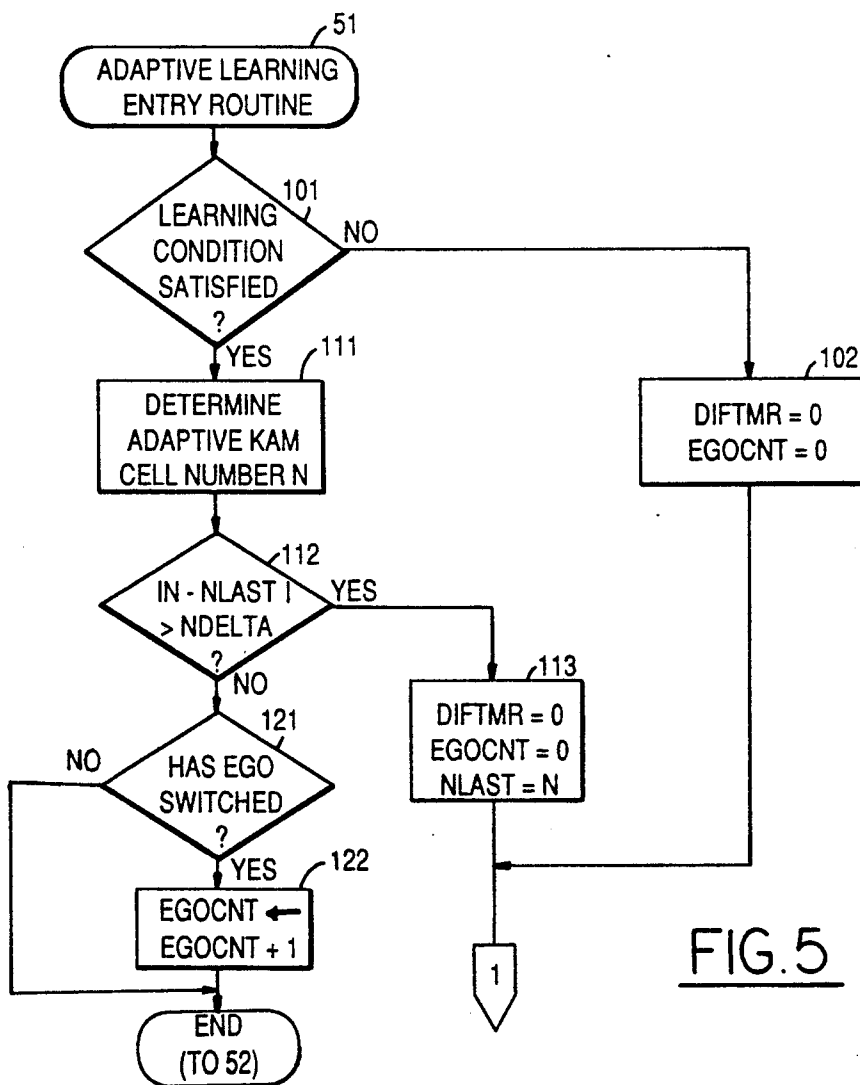 51
ADAPTIVE LEARNING
ENTRY ROUTINE
101
LEARNING
CONDITION
SATISFIED
?
NO
YES
111
DETERMINE
ADAPTIVE KAM
CELL NUMBER N
102
DIFTMR = 0
EGOCNT = 0
112
IN - NLAST I
> NDELTA
?
YES
NO
113
DIFTMR = 0
EGOCNT = 0
NLAST = N
121
HAS EGO
SWITCHED
?
NO
YES
122
EGOCNT ←
EGOCNT + 1
END
(TO 52)
1
FIG.5